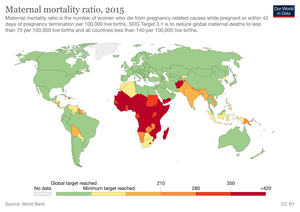 Maternal mortality ratio, 2015
Our World
in Data
Maternal mortality ratio is the number of women who die from pregnancy-related causes while pregnant or within 42
days of pregnancy termination per 100,000 live births. SDG Target 3.1 is to reduce global maternal deaths to less
than 70 per 100,000 live births and all countries less than 140 per 100,000 live births.
Global target reached 210 350
No data Minimum target reached 280 >420
Source: World Bank CC BY